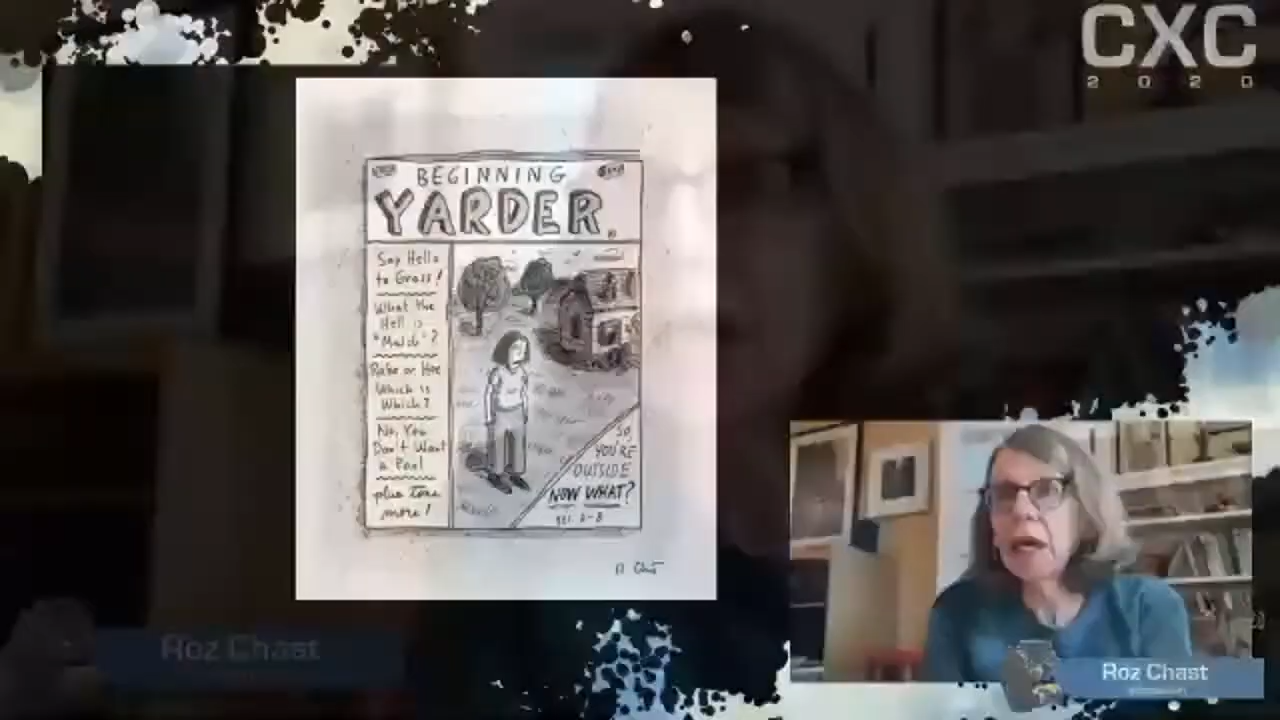 CXC
2020
BEGINNING
YARDER
Say Hello
to Grass!
What the
Hell is
"Mulch"?
Rake or Hoe
Which is
Which?
No, You
Don't Want
a Pool
plus tons
more!
SO,
YOU'RE
OUTSIDE
NOW WHAT?
R. Chast
Roz Chast
Roz Chast